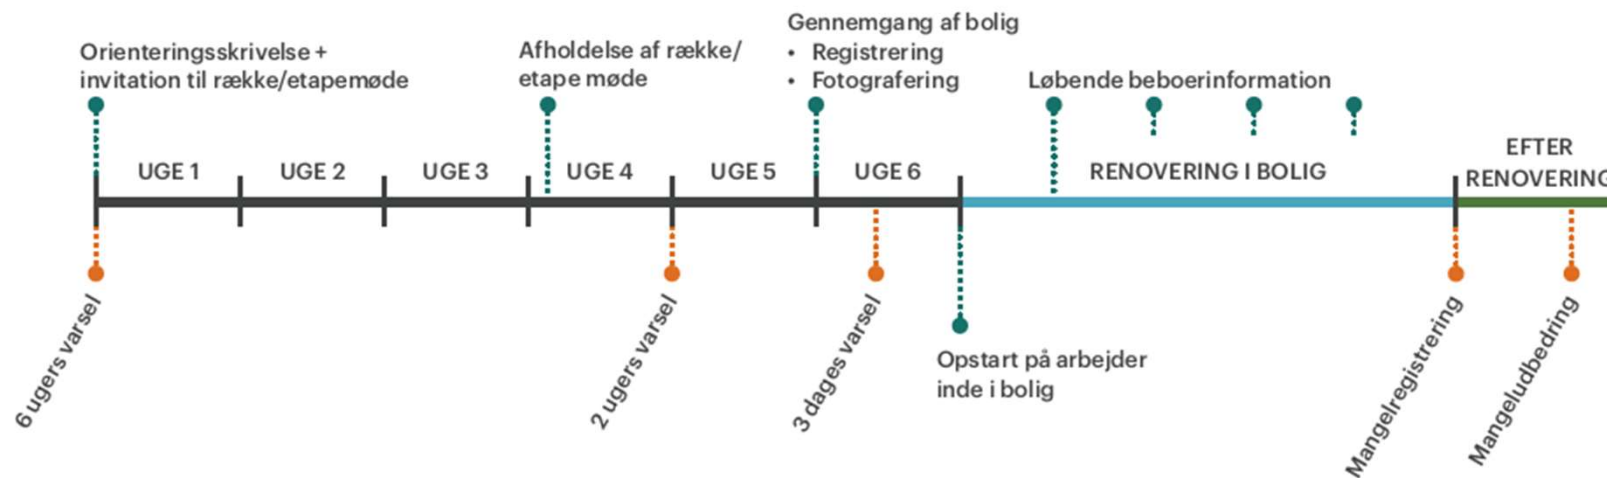 Orienteringsskrivelse +
invitation til række/etapemøde
Afholdelse af række/
etape møde
Gennemgang af bolig
• Registrering
• Fotografering
Løbende beboerinformation
UGE 1
UGE 2
UGE 3
UGE 4
UGE 5
UGE 6
RENOVERING I BOLIG
EFTER
RENOVERING
6 ugers varsel
2 ugers varsel
3 dages varsel
Opstart på arbejder
inde i bolig
Mangelregistrering
Mangeludbedring